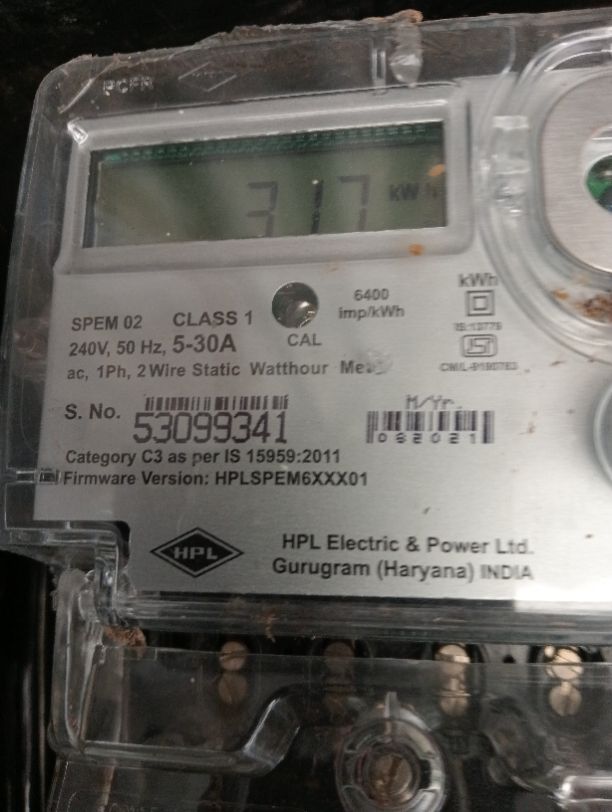 PCFR
317 kWh
kWh
6400
imp/kWh
SPEM 02 CLASS 1
CAL
240V, 50 Hz, 5-30A
IS:13779
ac, 1Ph, 2 Wire Static Watthour
S. No. 53099341
M/Yr.
062021
Category C3 as per IS 15959:2011
Firmware Version: HPLSPEM6XXX01
HPL
HPL Electric & Power Ltd.
Gurugram (Haryana) INDIA